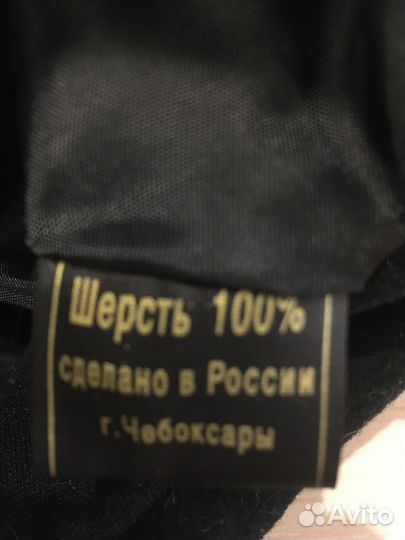 Шерсть 100%
сделано в России
г.Чебоксары
Avito